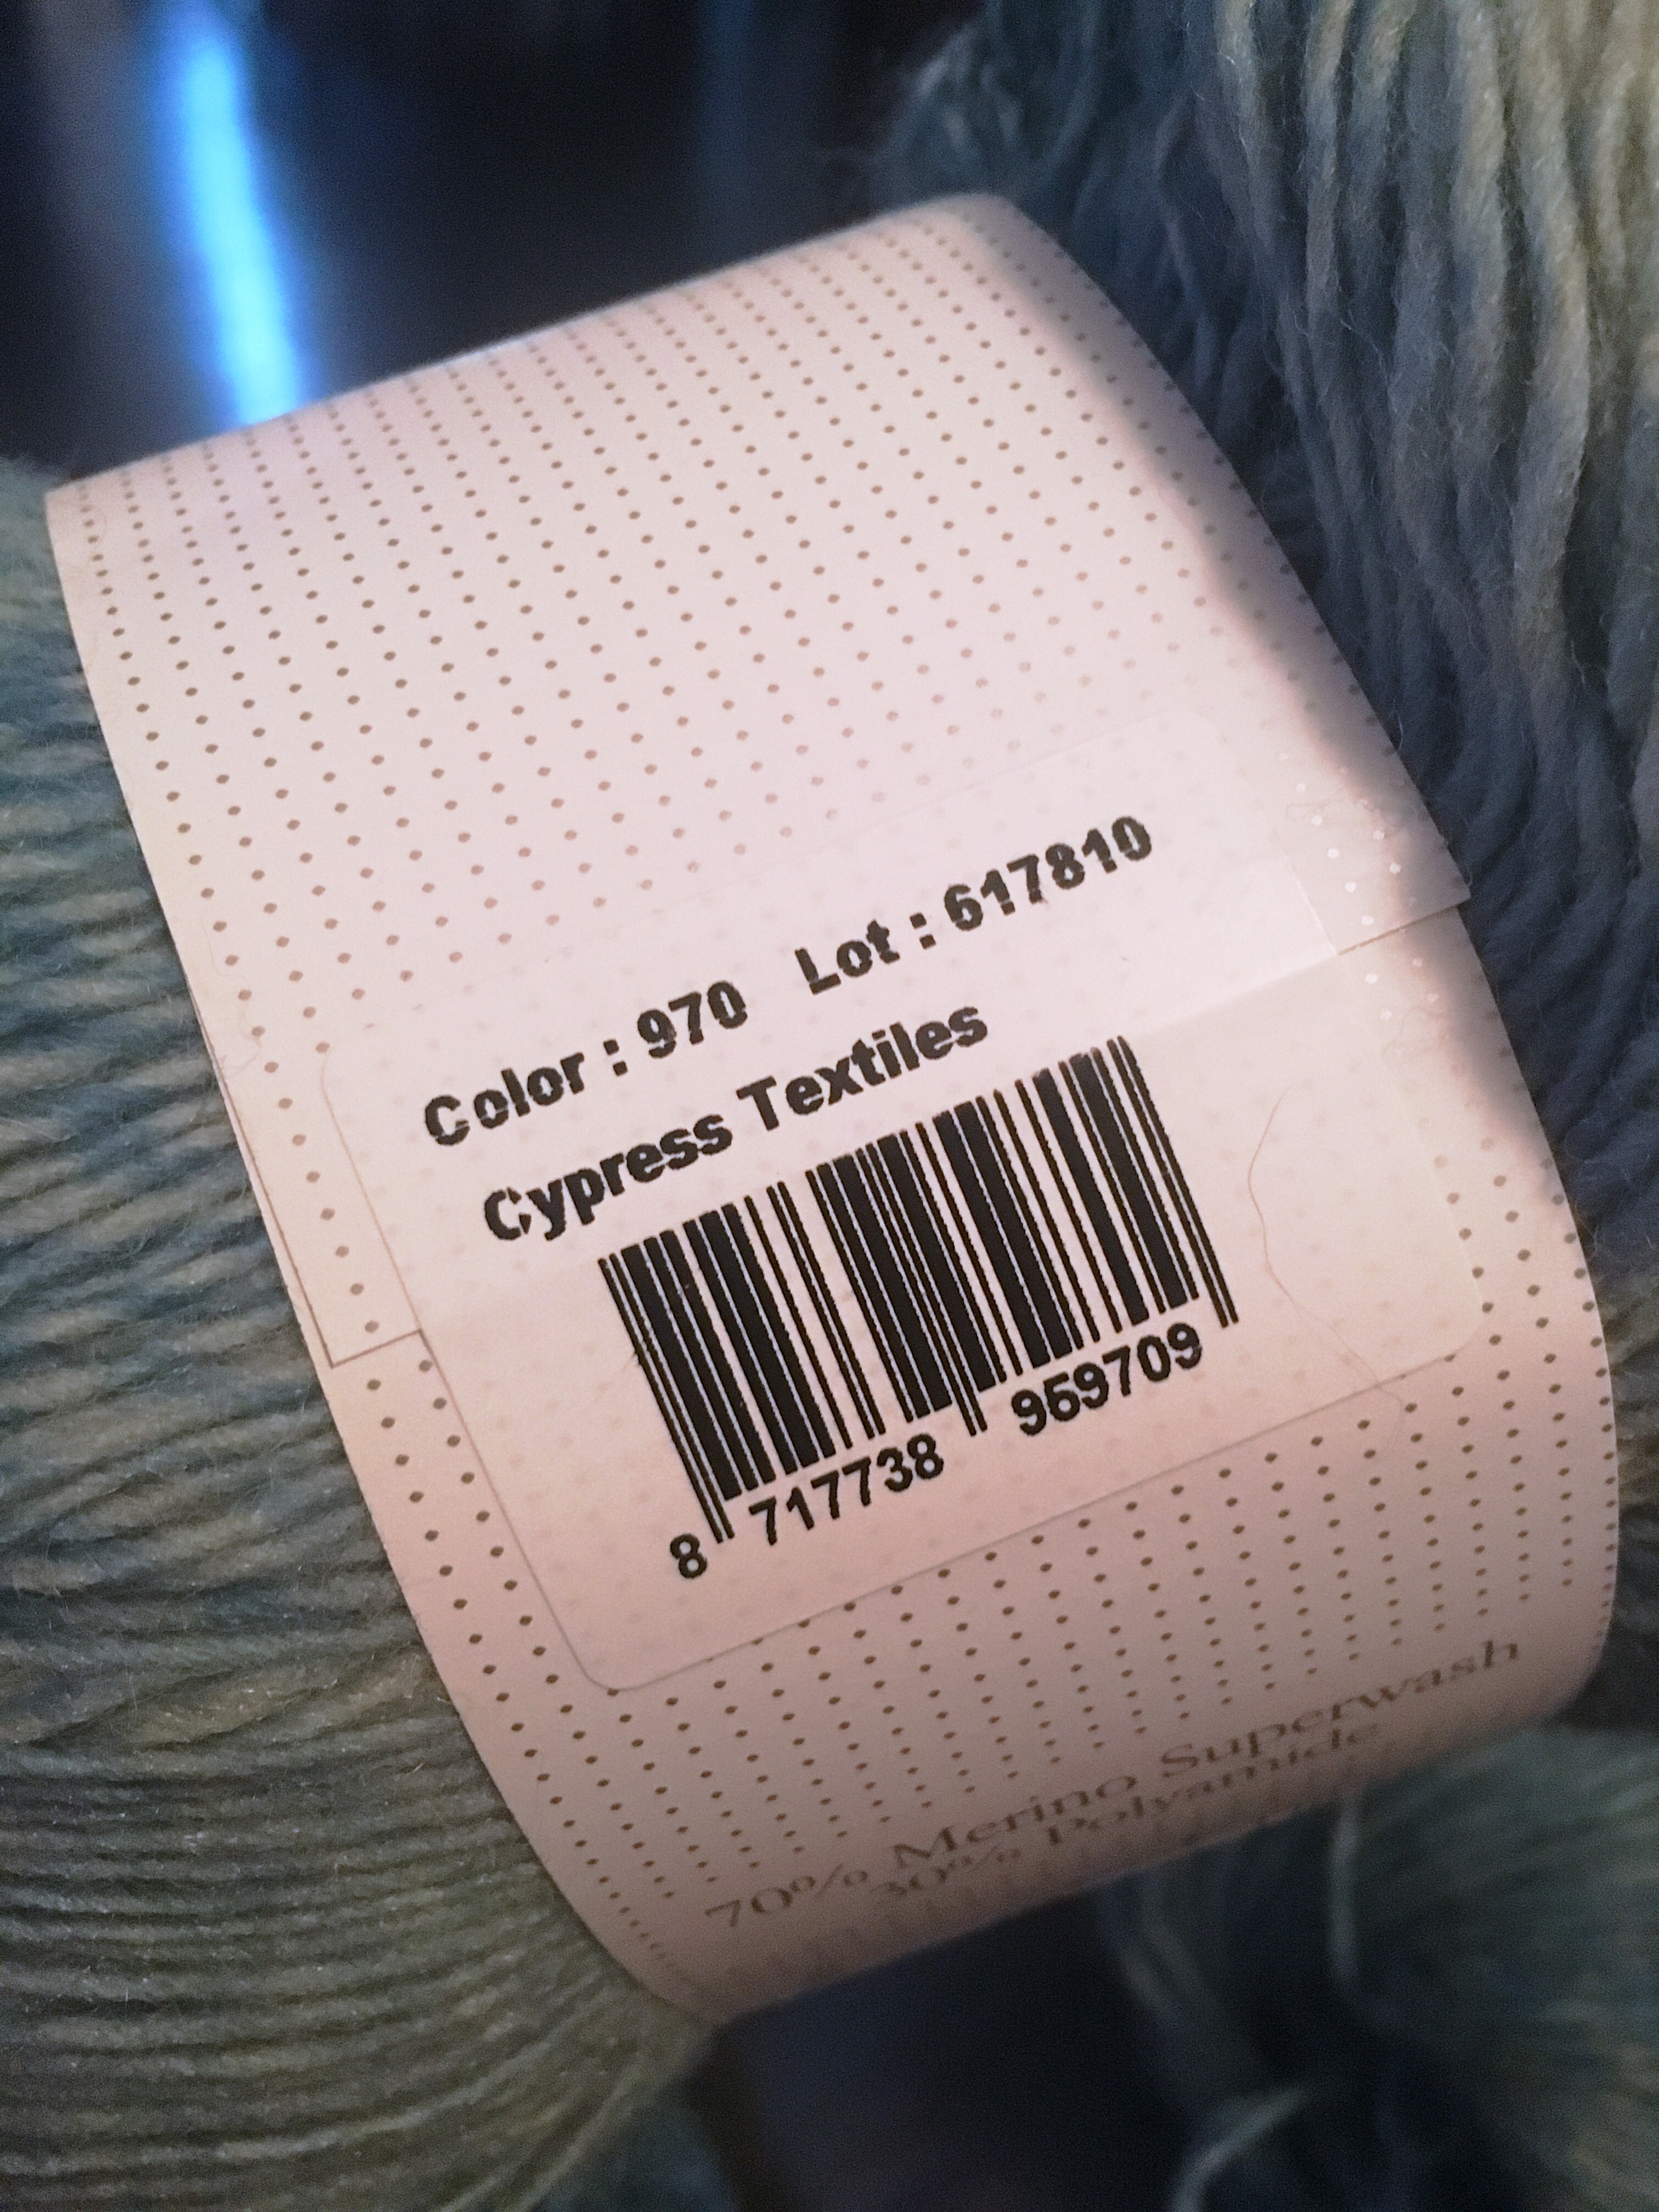 Color : 970 Lot : 617810
Cypress Textiles
8 717738 959709
70% Merino Superwash
30% Polyamide